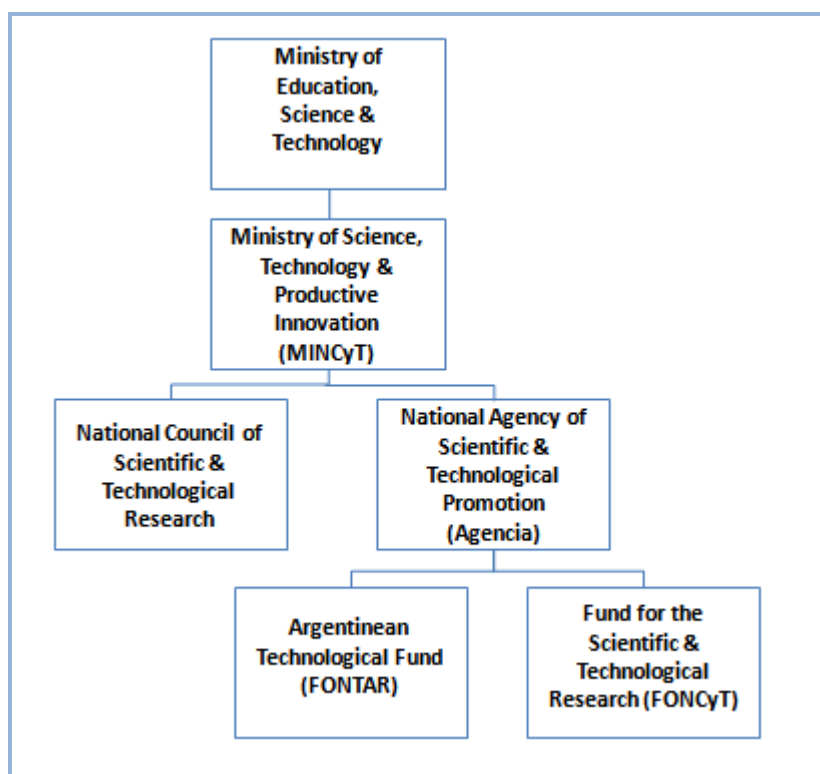 Ministry of
Education,
Science &
Technology
Ministry of Science,
Technology &
Productive
Innovation
(MINCyT)
National Council of
Scientific &
Technological
Research
National Agency of
Scientific &
Technological
Promotion
(Agencia)
Argentinean
Technological Fund
(FONTAR)
Fund for the
Scientific &
Technological
Research (FONCyT)